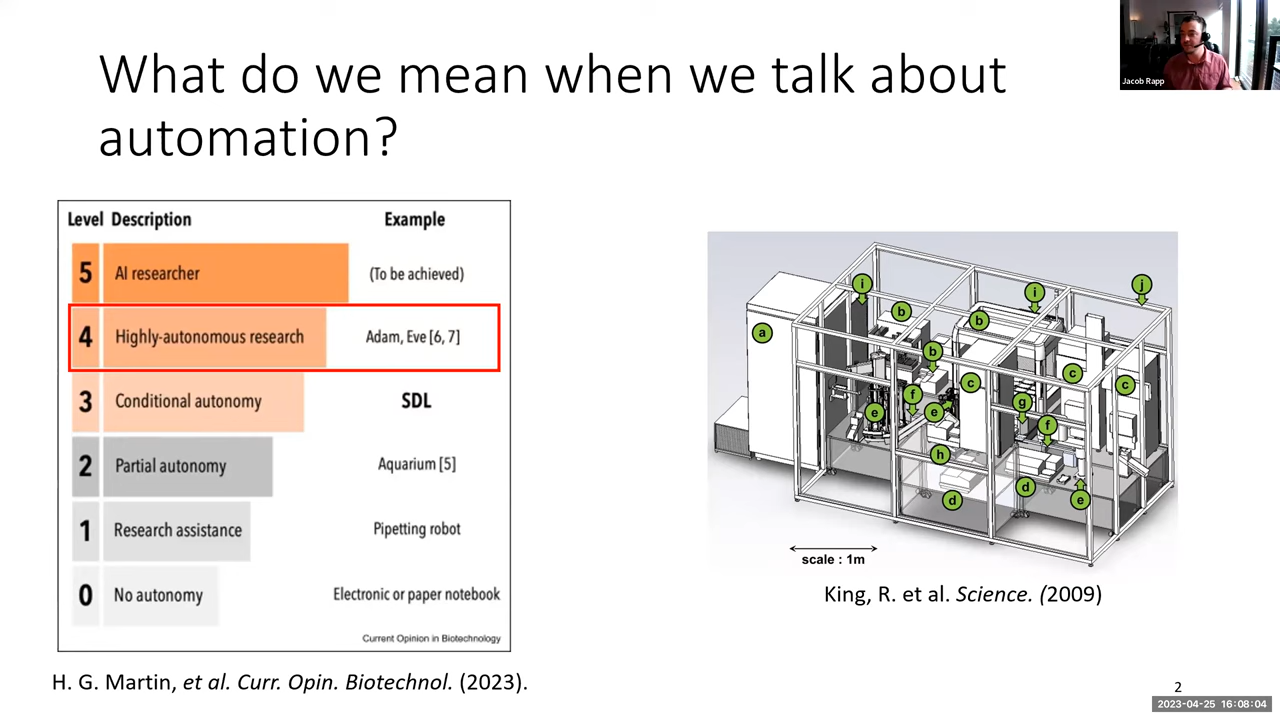 What do we mean when we talk about
automation?
Jacob Rapp
Level Description Example
5 AI researcher (To be achieved)
4 Highly-autonomous research Adam, Eve [6, 7]
3 Conditional autonomy SDL
2 Partial autonomy Aquarium [5]
1 Research assistance Pipetting robot
0 No autonomy Electronic or paper notebook
Current Opinion in Biotechnology
H. G. Martin, et al. Curr. Opin. Biotechnol. (2023).
i
j
i
b
b
a
b
c
c
c
f
g
e
e
f
h
d
d
e
scale : 1m
King, R. et al. Science. (2009)
2
2023-04-25 16:08:04